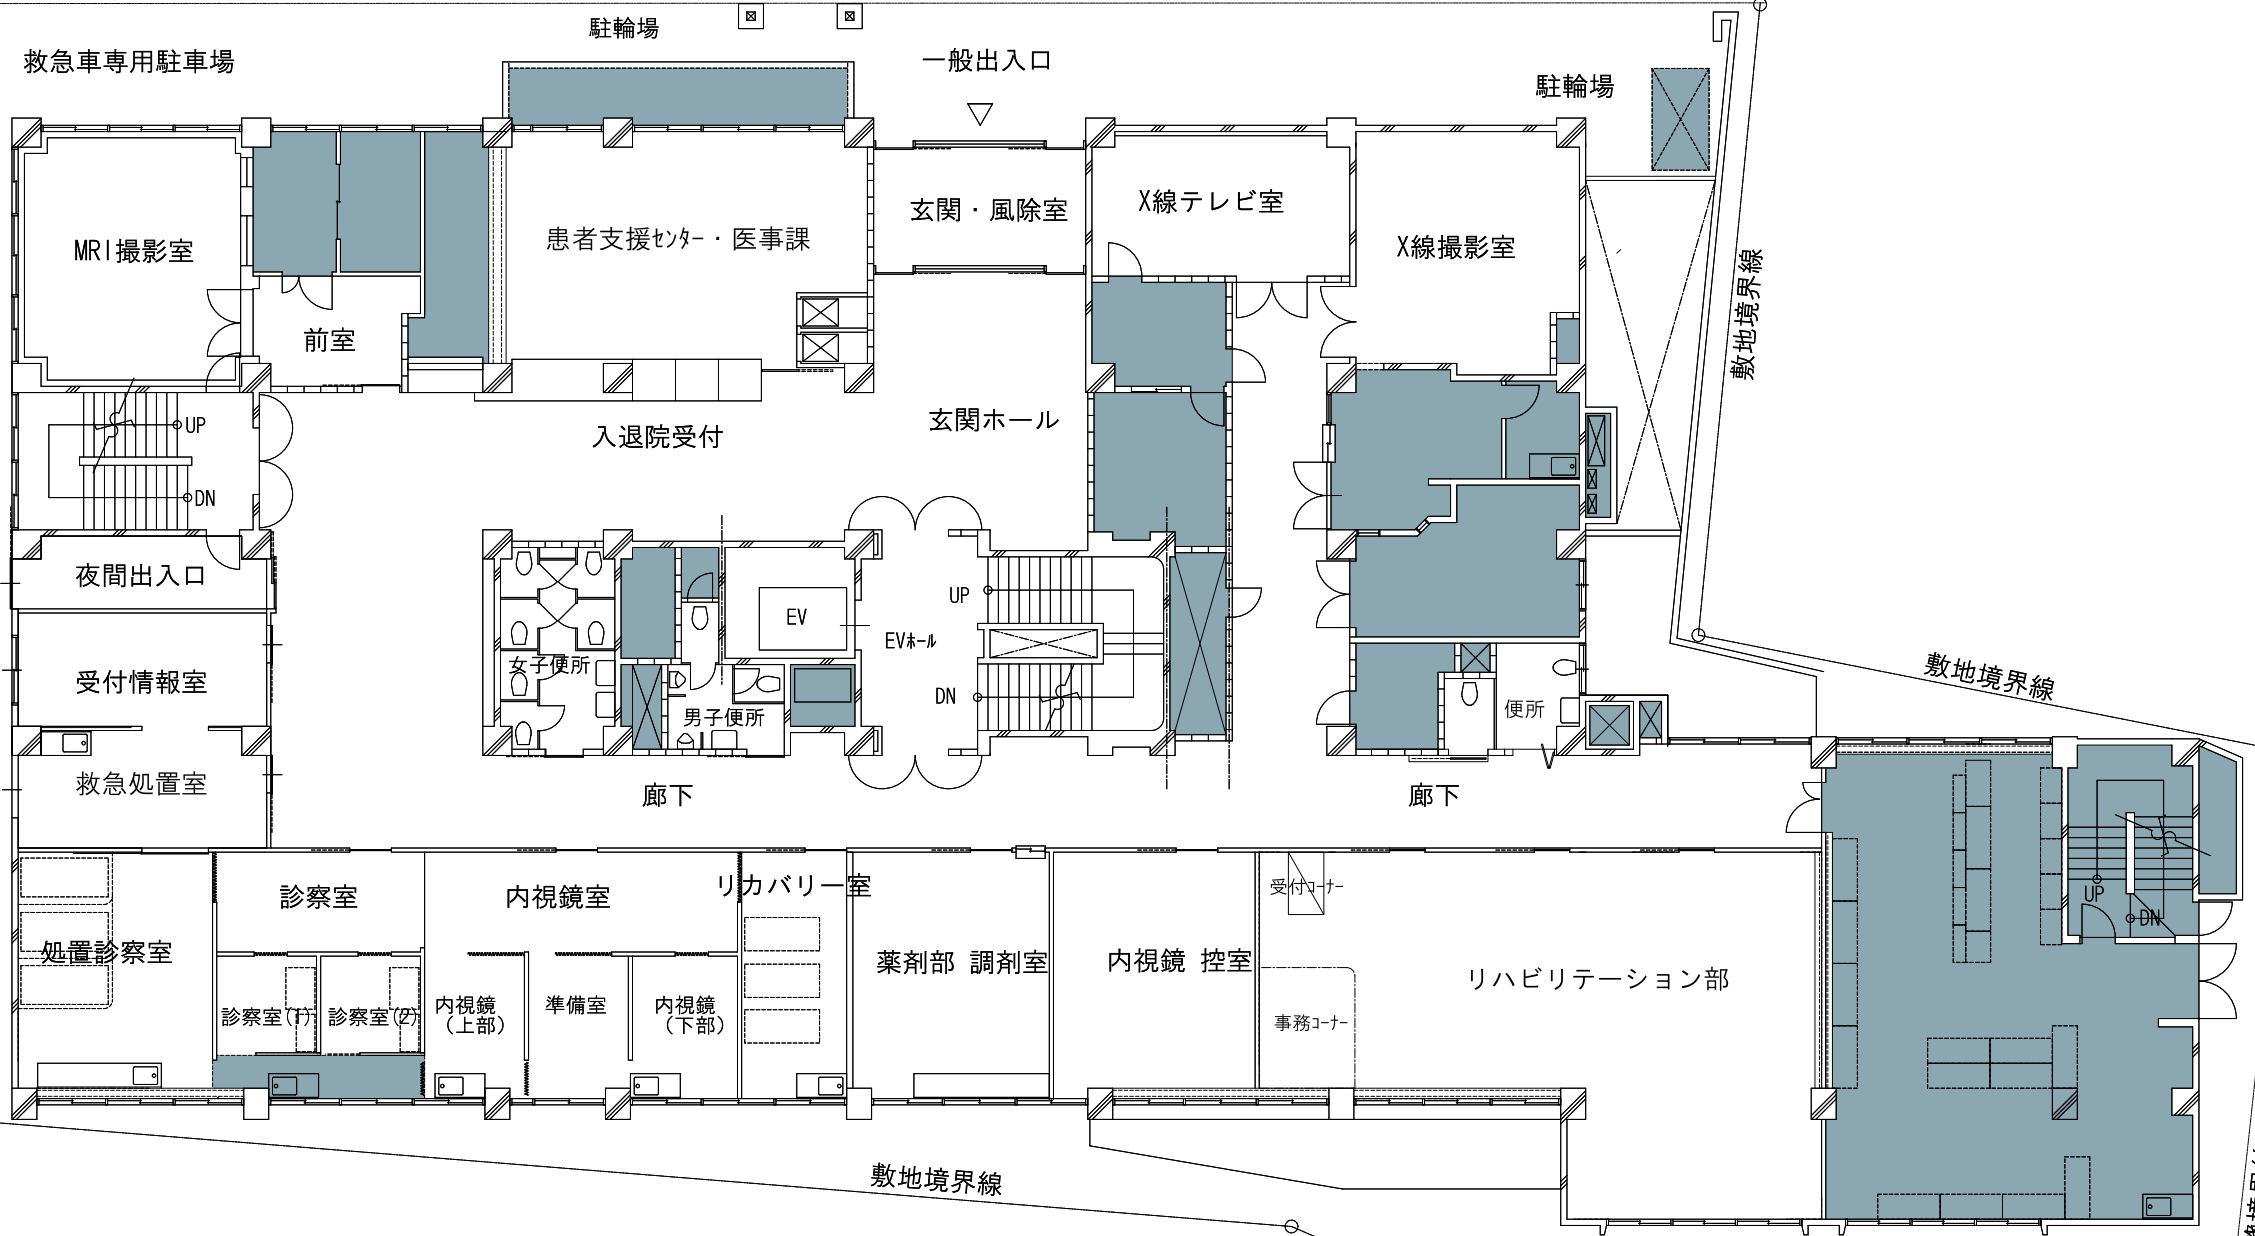 駐輪場
救急車専用駐車場
一般出入口
駐輪場
MRI撮影室
患者支援ｾﾝﾀｰ・医事課
玄関・風除室
X線テレビ室
X線撮影室
敷地境界線
前室
入退院受付
玄関ホール
UP
DN
夜間出入口
受付情報室
救急処置室
女子便所
男子便所
EV
EVﾎｰﾙ
UP
DN
便所
敷地境界線
廊下
廊下
処置診察室
診察室
診察室(1)
診察室(2)
内視鏡室
内視鏡
（上部）
準備室
内視鏡
（下部）
リカバリー室
薬剤部 調剤室
内視鏡 控室
受付ｺｰﾅｰ
事務ｺｰﾅｰ
リハビリテーション部
UP
DN
敷地境界線